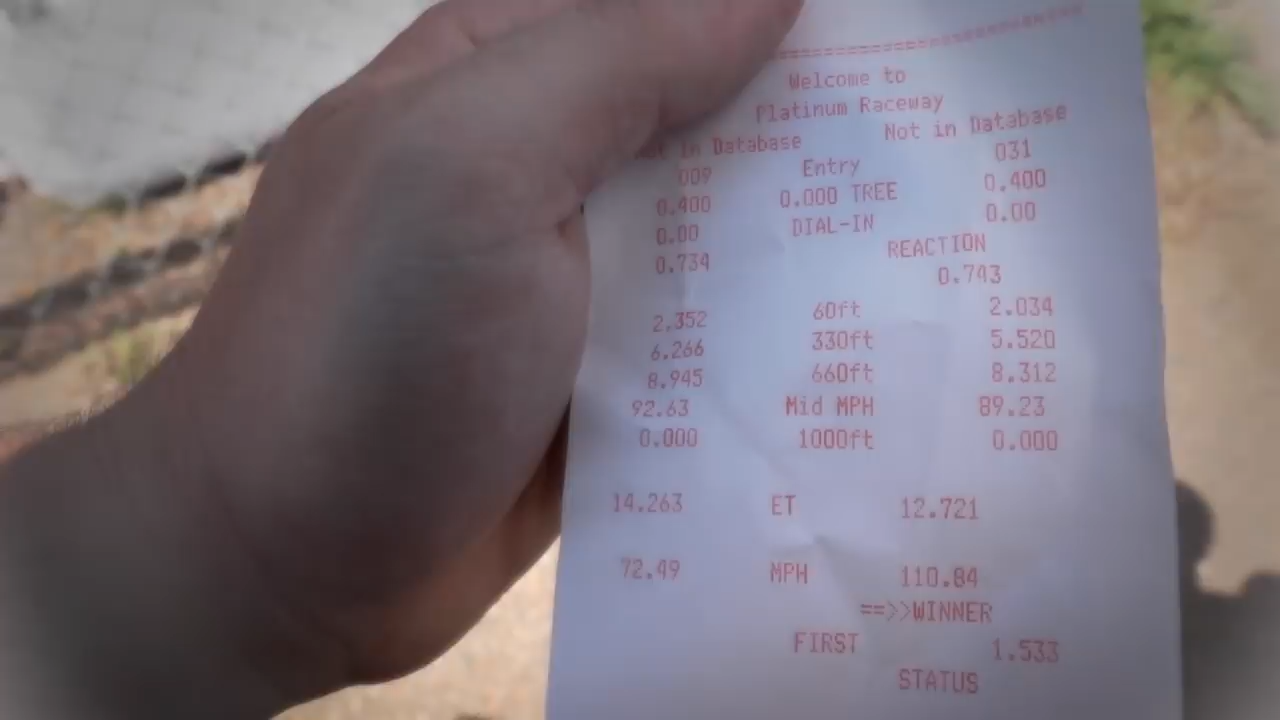 ==============================
Welcome to
Platinum Raceway
Not in Database Not in Database
009 Entry 031
0.400 0.000 TREE 0.400
0.00 DIAL-IN 0.00
REACTION
0.734 0.743
2.352 60ft 2.034
6.266 330ft 5.520
8.945 660ft 8.312
92.63 Mid MPH 89.23
0.000 1000ft 0.000
14.263 ET 12.721
72.49 MPH 110.84
==>>WINNER
FIRST 1.533
STATUS